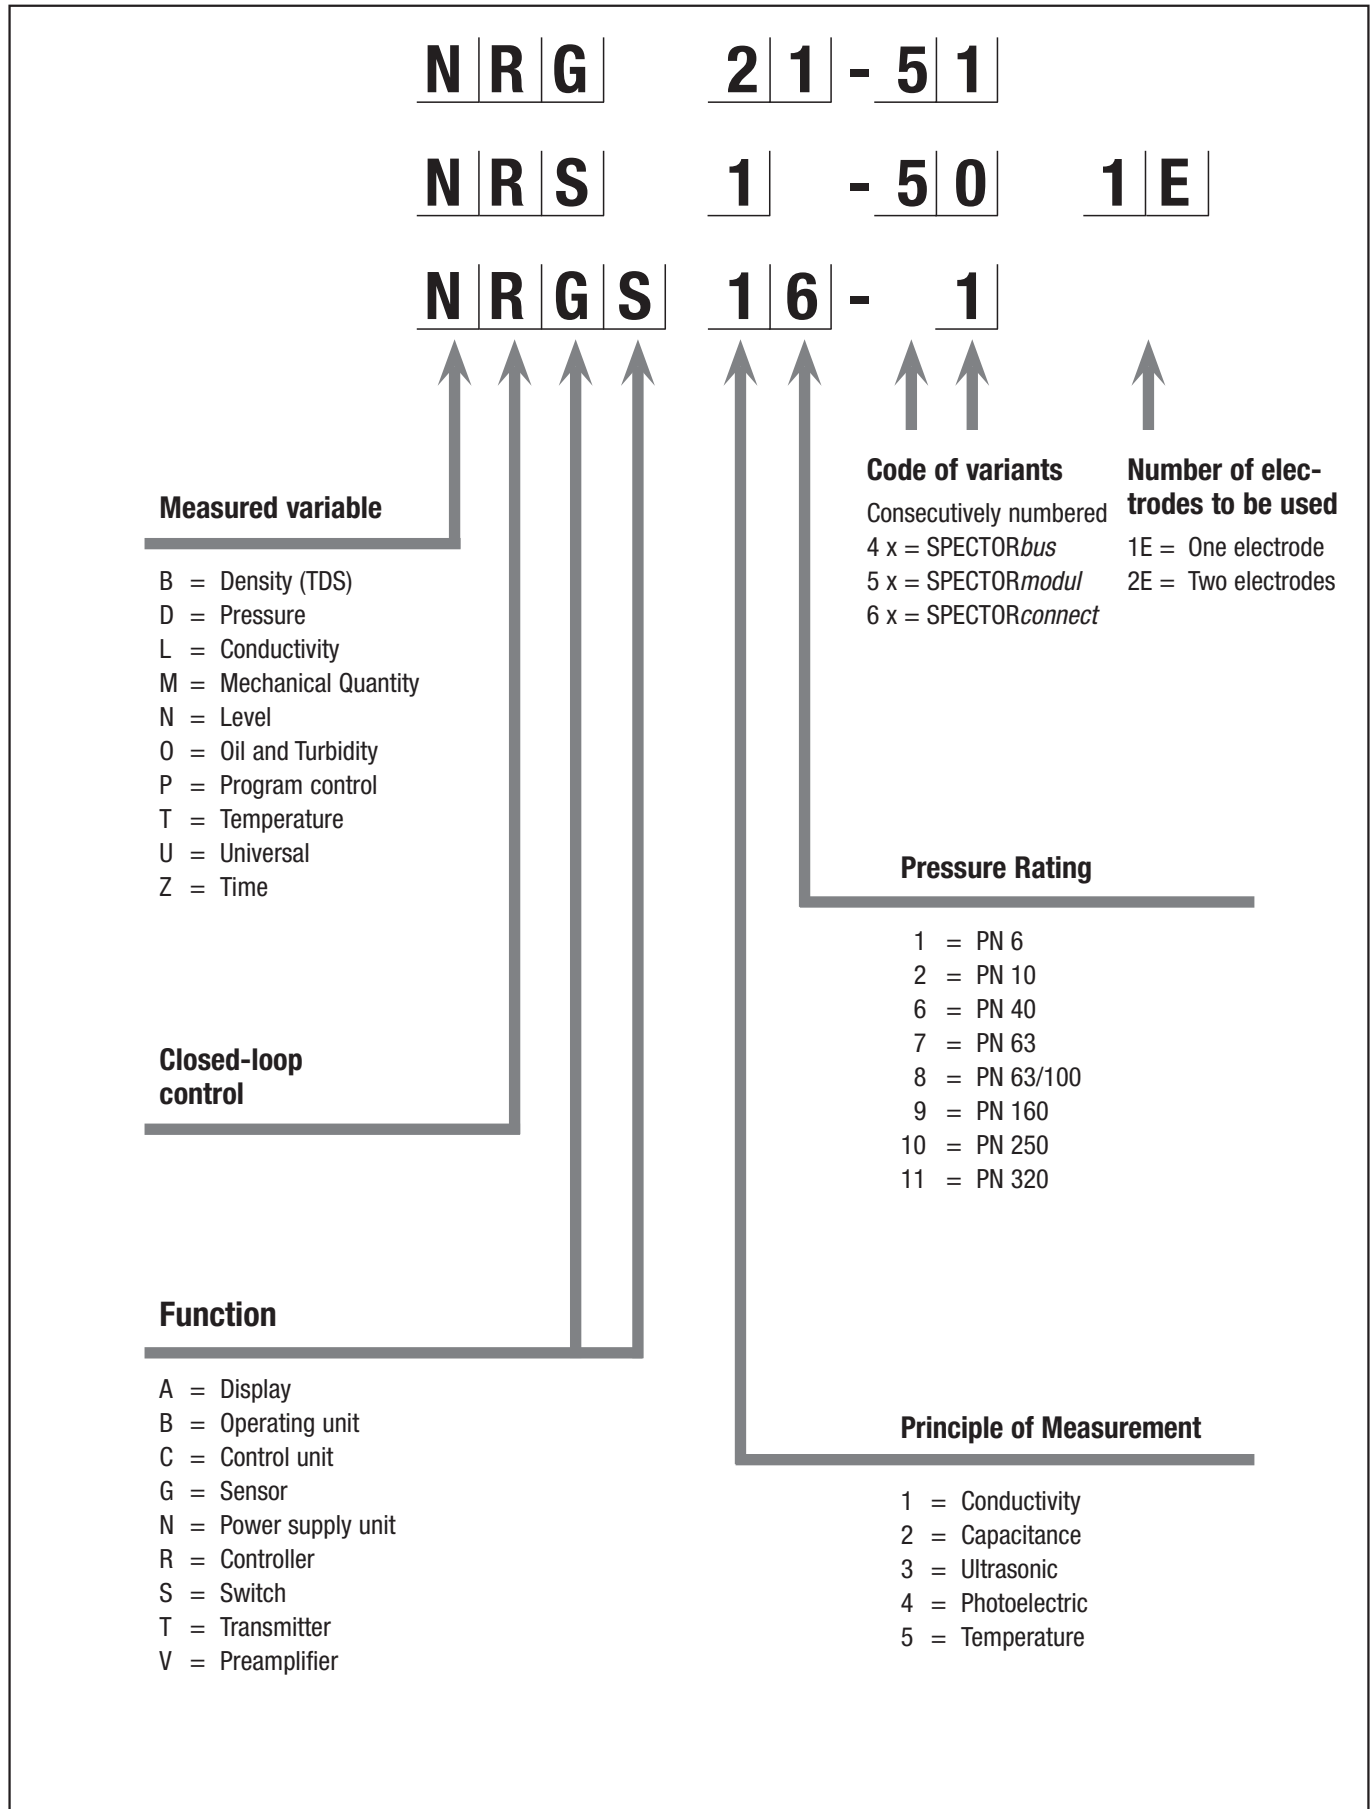 NRG 21-51
NRS 1 -50 1E
NRGS 16- 1
Measured variable
B = Density (TDS)
D = Pressure
L = Conductivity
M = Mechanical Quantity
N = Level
O = Oil and Turbidity
P = Program control
T = Temperature
U = Universal
Z = Time
Closed-loop
control
Function
A = Display
B = Operating unit
C = Control unit
G = Sensor
N = Power supply unit
R = Controller
S = Switch
T = Transmitter
V = Preamplifier
Code of variants
Consecutively numbered
4 x = SPECTORbus
5 x = SPECTORmodul
6 x = SPECTORconnect
Number of elec-
trodes to be used
1E = One electrode
2E = Two electrodes
Pressure Rating
1 = PN 6
2 = PN 10
6 = PN 40
7 = PN 63
8 = PN 63/100
9 = PN 160
10 = PN 250
11 = PN 320
Principle of Measurement
1 = Conductivity
2 = Capacitance
3 = Ultrasonic
4 = Photoelectric
5 = Temperature